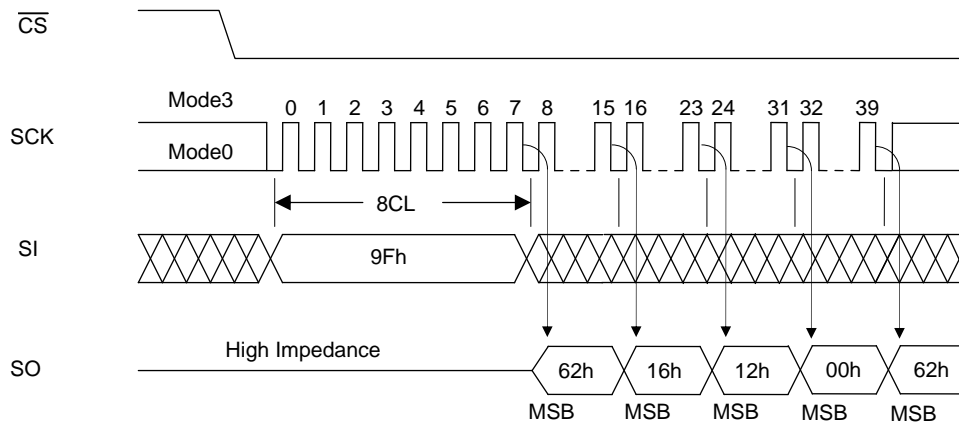 CS
Mode3
0 1 2 3 4 5 6 7 8 15 16 23 24 31 32 39
SCK
Mode0
8CL
SI
9Fh
High Impedance
SO
62h 16h 12h 00h 62h
MSB MSB MSB MSB MSB